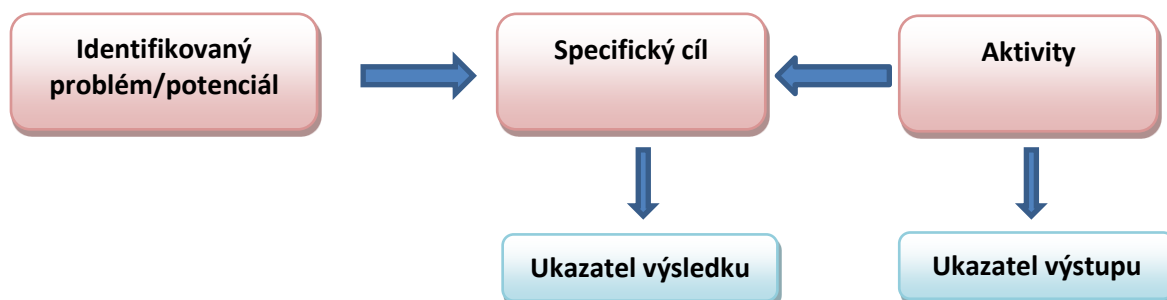 Identifikovaný
problém/potenciál
Specifický cíl
Aktivity
Ukazatel výsledku
Ukazatel výstupu